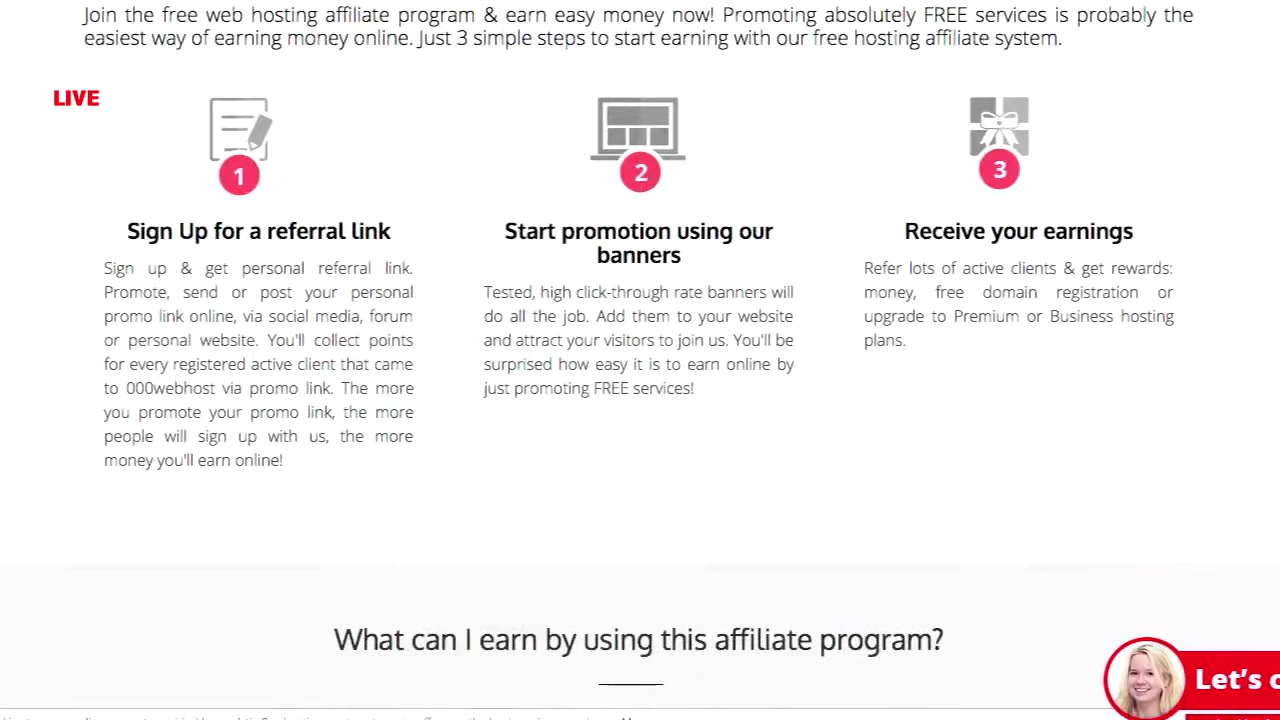 Join the free web hosting affiliate program & earn easy money now! Promoting absolutely FREE services is probably the
easiest way of earning money online. Just 3 simple steps to start earning with our free hosting affiliate system.
LIVE
1
2
3
Sign Up for a referral link
Sign up & get personal referral link.
Promote, send or post your personal
promo link online, via social media, forum
or personal website. You'll collect points
for every registered active client that came
to 000webhost via promo link. The more
you promote your promo link, the more
people will sign up with us, the more
money you'll earn online!
Start promotion using our
banners
Tested, high click-through rate banners will
do all the job. Add them to your website
and attract your visitors to join us. You'll be
surprised how easy it is to earn online by
just promoting FREE services!
Receive your earnings
Refer lots of active clients & get rewards:
money, free domain registration or
upgrade to Premium or Business hosting
plans.
What can I earn by using this affiliate program?
Let's